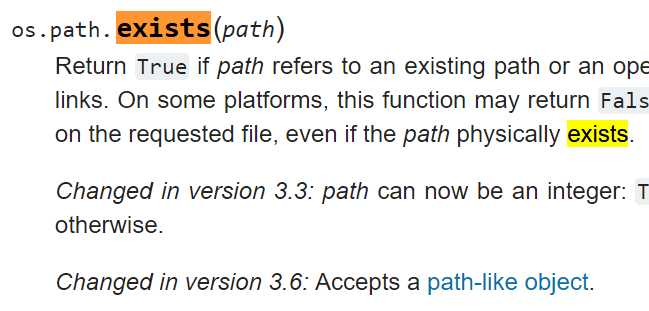 os.path.exists(path)
Return True if path refers to an existing path or an ope
links. On some platforms, this function may return Fals
on the requested file, even if the path physically exists.
Changed in version 3.3: path can now be an integer: T
otherwise.
Changed in version 3.6: Accepts a path-like object.